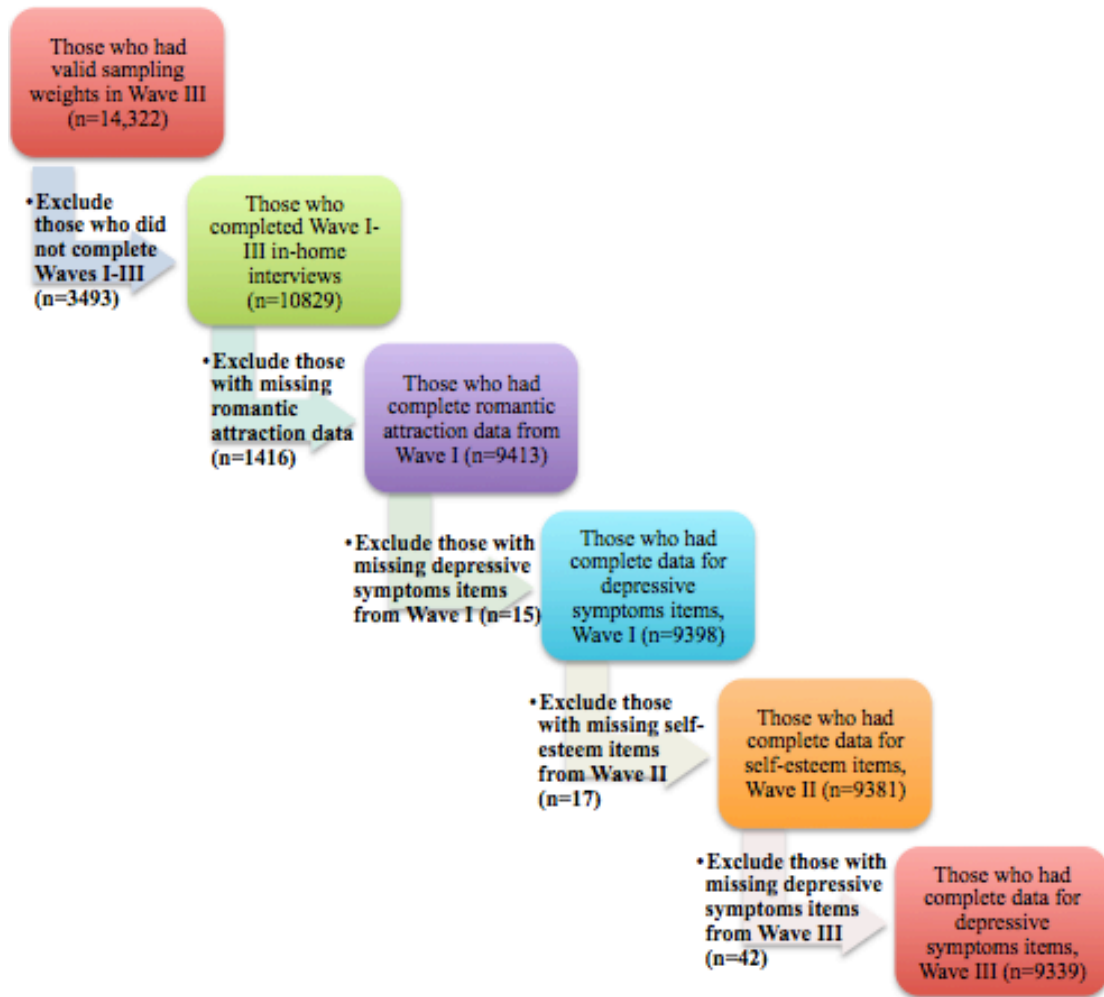 Those who had
valid sampling
weights in Wave III
(n=14,322)
•Exclude
those who did
not complete
Waves I-III
(n=3493)
Those who
completed Wave I-
III in-home
interviews
(n=10829)
•Exclude those
with missing
romantic
attraction data
(n=1416)
Those who had
complete romantic
attraction data from
Wave I (n=9413)
•Exclude those with
missing depressive
symptoms items
from Wave I (n=15)
Those who had
complete data for
depressive
symptoms items,
Wave I (n=9398)
•Exclude those
with missing self-
esteem items
from Wave II
(n=17)
Those who had
complete data for
self-esteem items,
Wave II (n=9381)
•Exclude those with
missing depressive
symptoms items
from Wave III
(n=42)
Those who had
complete data for
depressive
symptoms items,
Wave III (n=9339)